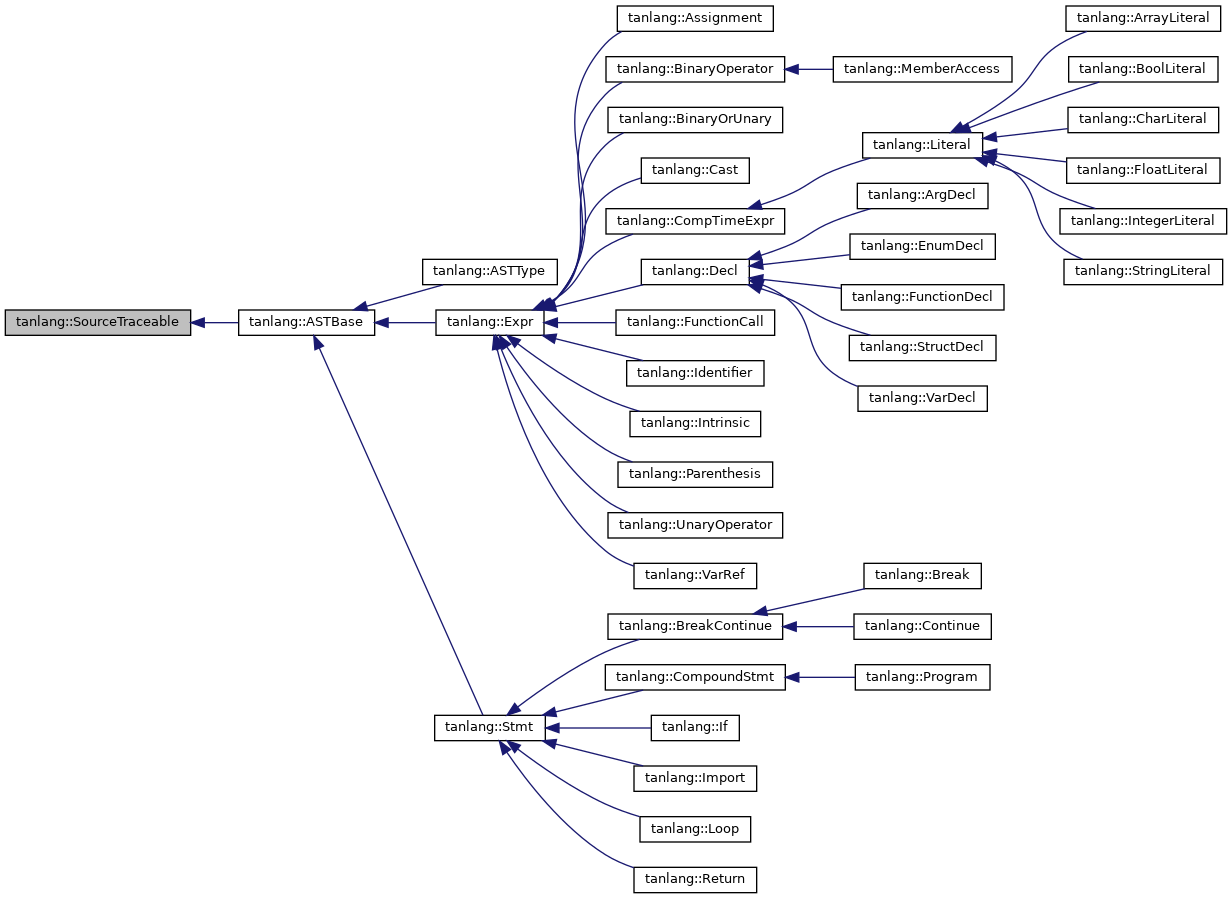 tanlang::SourceTraceable
tanlang::ASTBase
tanlang::ASTType
tanlang::Expr
tanlang::Stmt
tanlang::Assignment
tanlang::BinaryOperator
tanlang::BinaryOrUnary
tanlang::Cast
tanlang::CompTimeExpr
tanlang::Decl
tanlang::FunctionCall
tanlang::Identifier
tanlang::Intrinsic
tanlang::Parenthesis
tanlang::UnaryOperator
tanlang::VarRef
tanlang::BreakContinue
tanlang::CompoundStmt
tanlang::If
tanlang::Import
tanlang::Loop
tanlang::Return
tanlang::MemberAccess
tanlang::Literal
tanlang::ArgDecl
tanlang::EnumDecl
tanlang::FunctionDecl
tanlang::StructDecl
tanlang::VarDecl
tanlang::Break
tanlang::Continue
tanlang::Program
tanlang::ArrayLiteral
tanlang::BoolLiteral
tanlang::CharLiteral
tanlang::FloatLiteral
tanlang::IntegerLiteral
tanlang::StringLiteral